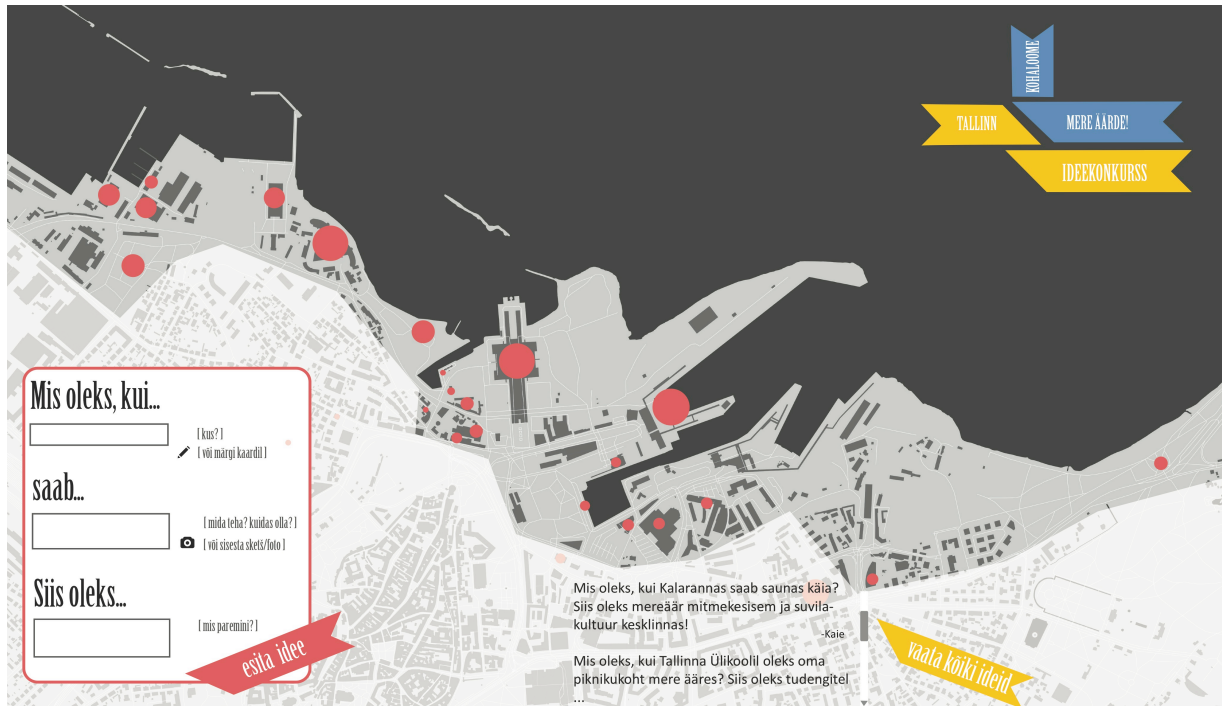 KOHALOOME
TALLINN
MERE ÄÄRDE!
IDEEKONKURSS
Mis oleks, kui...
[ kus? ]
[ või märgi kaardil ]
saab...
[ mida teha? kuidas olla? ]
[ või sisesta sketš/foto ]
Siis oleks...
[ mis paremini? ]
esita idee
Mis oleks, kui Kalarannas saab saunas käia?
Siis oleks mereäär mitmekesisem ja suvila-
kultuur kesklinnas!
-Kaie
Mis oleks, kui Tallinna Ülikoolil oleks oma
piknikukoht mere ääres? Siis oleks tudengitel
...
vaata kõiki ideid